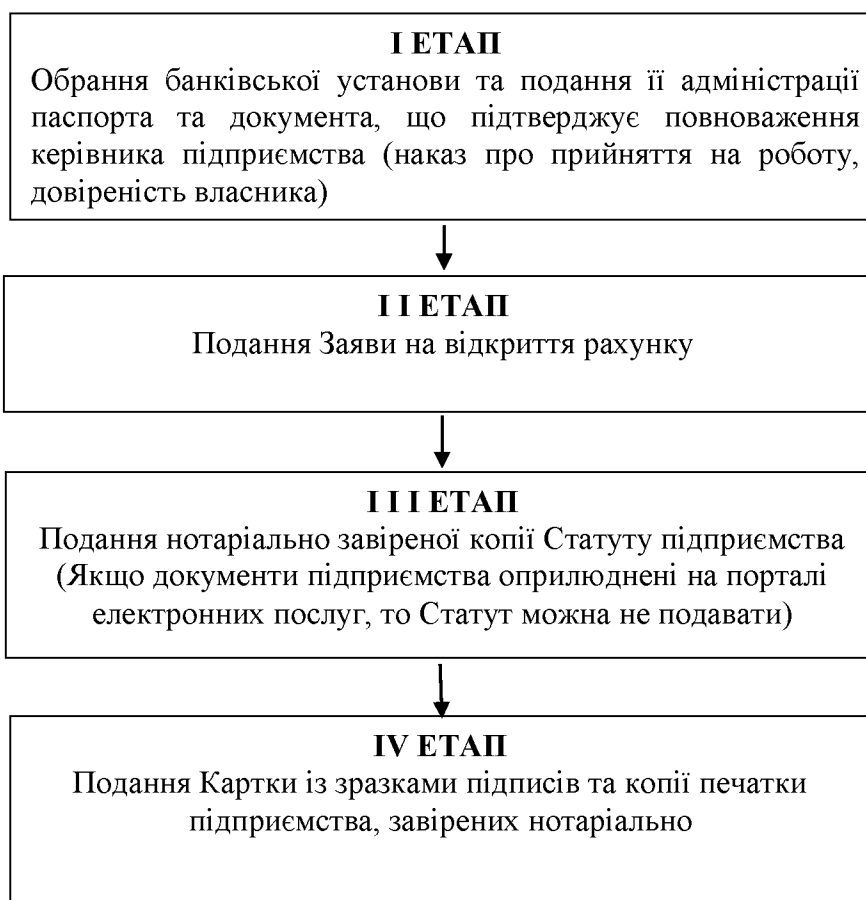 І ЕТАП
Обрання банківської установи та подання її адміністрації
паспорта та документа, що підтверджує повноваження
керівника підприємства (наказ про прийняття на роботу,
довіреність власника)
І І ЕТАП
Подання Заяви на відкриття рахунку
І І І ЕТАП
Подання нотаріально завіреної копії Статуту підприємства
(Якщо документи підприємства оприлюднені на порталі
електронних послуг, то Статут можна не подавати)
IV ЕТАП
Подання Картки із зразками підписів та копії печатки
підприємства, завірених нотаріально